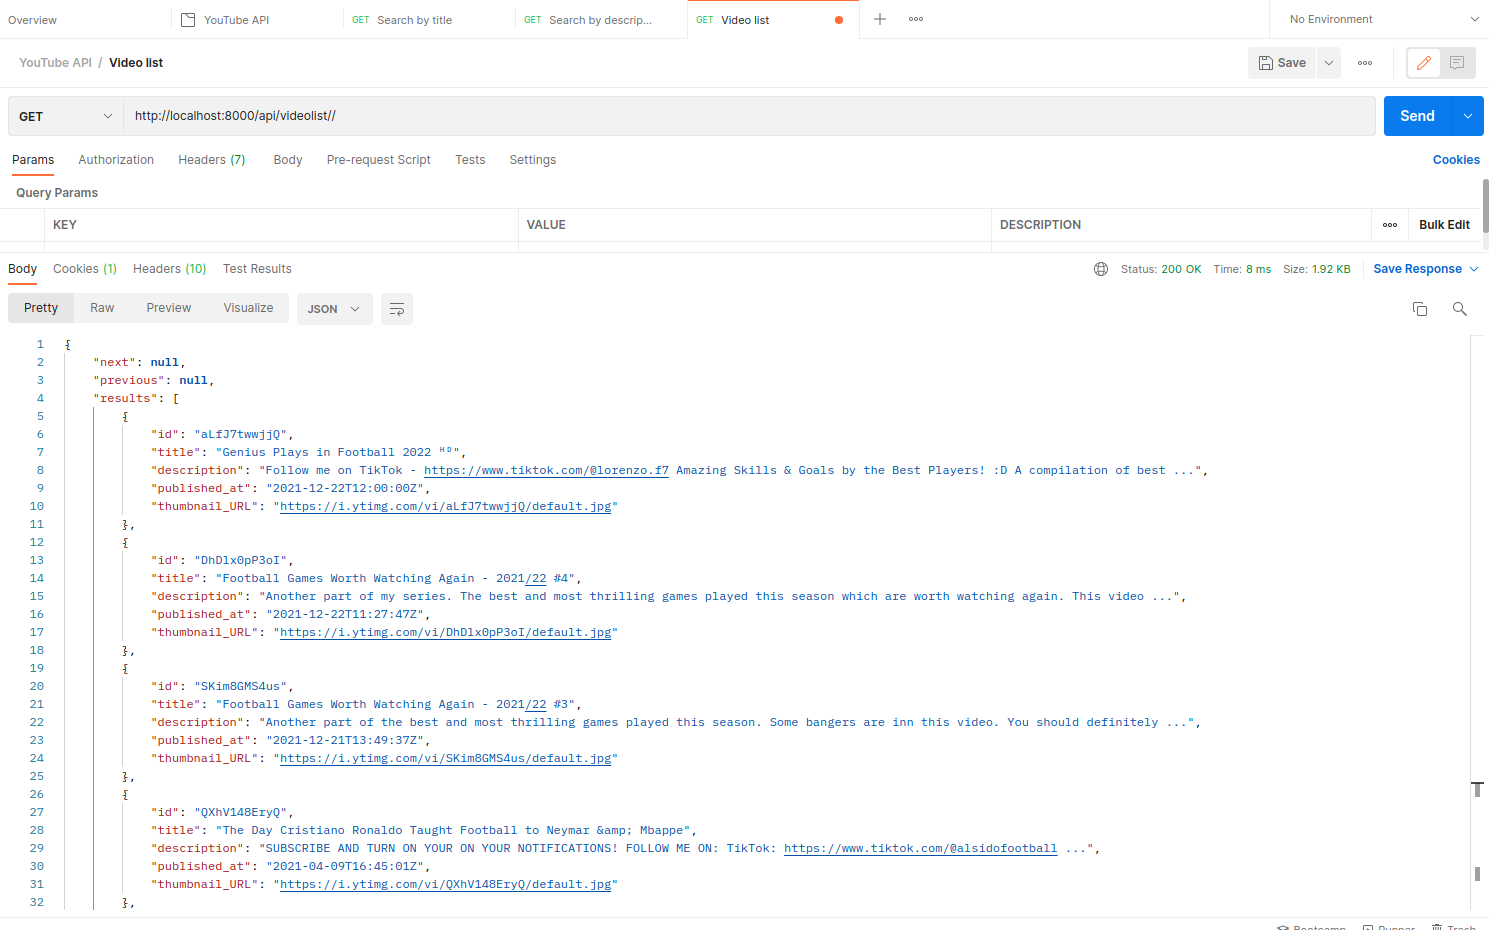 Overview
YouTube API
GET Search by title
GET Search by descrip...
GET Video list
No Environment
YouTube API / Video list
Save
GET
http://localhost:8000/api/videolist//
Send
Params Authorization Headers (7) Body Pre-request Script Tests Settings Cookies
Query Params
KEY VALUE DESCRIPTION Bulk Edit
Body Cookies (1) Headers (10) Test Results Status: 200 OK Time: 8 ms Size: 1.92 KB Save Response
Pretty Raw Preview Visualize JSON
1 {
2 "next": null,
3 "previous": null,
4 "results": [
5 {
6 "id": "aLfJ7twwjjQ",
7 "title": "Genius Plays in Football 2022 ᴴᴰ",
8 "description": "Follow me on TikTok - https://www.tiktok.com/@lorenzo.f7 Amazing Skills & Goals by the Best Players! :D A compilation of best ...",
9 "published_at": "2021-12-22T12:00:00Z",
10 "thumbnail_URL": "https://i.ytimg.com/vi/aLfJ7twwjjQ/default.jpg"
11 },
12 {
13 "id": "DhDlx0pP3oI",
14 "title": "Football Games Worth Watching Again - 2021/22 #4",
15 "description": "Another part of my series. The best and most thrilling games played this season which are worth watching again. This video ...",
16 "published_at": "2021-12-22T11:27:47Z",
17 "thumbnail_URL": "https://i.ytimg.com/vi/DhDlx0pP3oI/default.jpg"
18 },
19 {
20 "id": "SKim8GMS4us",
21 "title": "Football Games Worth Watching Again - 2021/22 #3",
22 "description": "Another part of the best and most thrilling games played this season. Some bangers are inn this video. You should definitely ...",
23 "published_at": "2021-12-21T13:49:37Z",
24 "thumbnail_URL": "https://i.ytimg.com/vi/SKim8GMS4us/default.jpg"
25 },
26 {
27 "id": "QXhV148EryQ",
28 "title": "The Day Cristiano Ronaldo Taught Football to Neymar &amp; Mbappe",
29 "description": "SUBSCRIBE AND TURN ON YOUR ON YOUR NOTIFICATIONS! FOLLOW ME ON: TikTok: https://www.tiktok.com/@alsidofootball ...",
30 "published_at": "2021-04-09T16:45:01Z",
31 "thumbnail_URL": "https://i.ytimg.com/vi/QXhV148EryQ/default.jpg"
32 },
Bootcamp Runner Trash